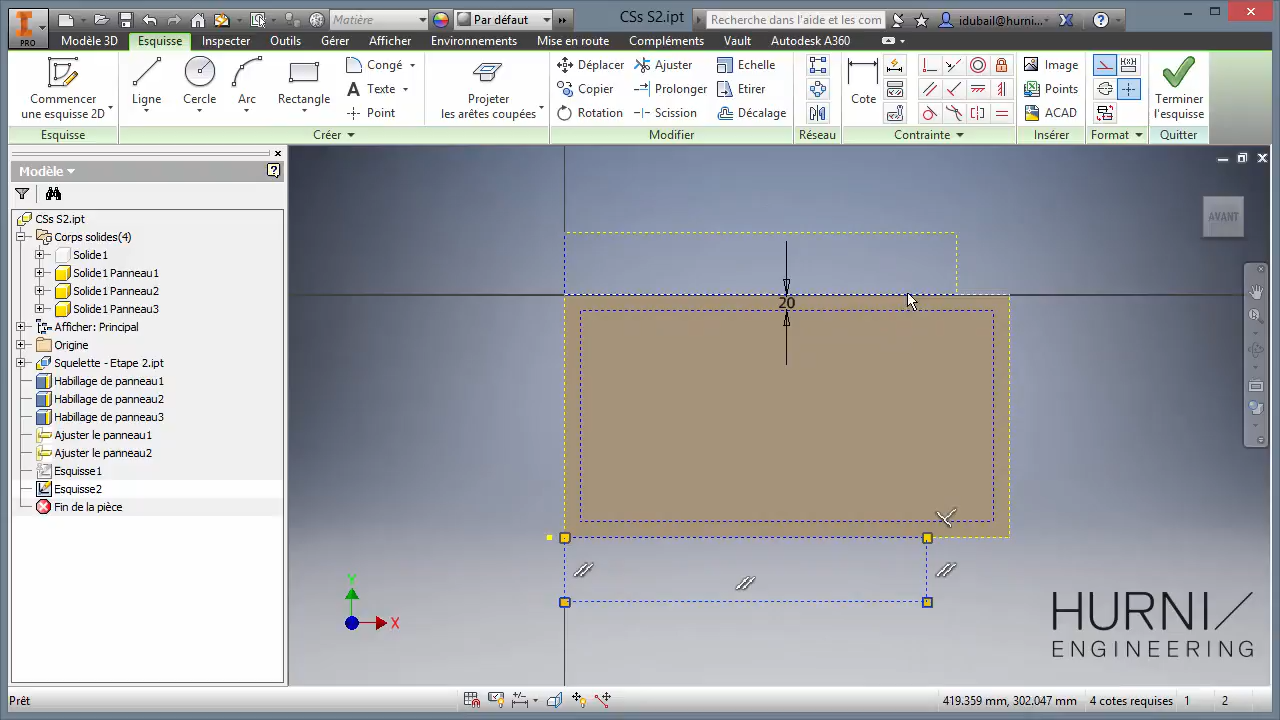 PRO
Matière
Par défaut
CSs S2.ipt
Recherche dans l'aide et les com
idubail@hurni...
Modèle 3D
Esquisse
Inspecter
Outils
Gérer
Afficher
Environnements
Mise en route
Compléments
Vault
Autodesk A360
Commencer
une esquisse 2D
Ligne
Cercle
Arc
Rectangle
Congé
Texte
Point
Projeter
les arêtes coupées
Déplacer
Copier
Rotation
Ajuster
Prolonger
Scission
Echelle
Etirer
Décalage
Cote
Image
Points
ACAD
Terminer
l'esquisse
Esquisse
Créer
Modifier
Réseau
Contrainte
Insérer
Format
Quitter
Modèle
CSs S2.ipt
Corps solides(4)
Solide1
Solide1 Panneau1
Solide1 Panneau2
Solide1 Panneau3
Afficher: Principal
Origine
Squelette - Etape 2.ipt
Habillage de panneau1
Habillage de panneau2
Habillage de panneau3
Ajuster le panneau1
Ajuster le panneau2
Esquisse1
Esquisse2
Fin de la pièce
AVANT
20
Y
X
HURNI
ENGINEERING
Prêt
419.359 mm, 302.047 mm
4 cotes requises
1
2